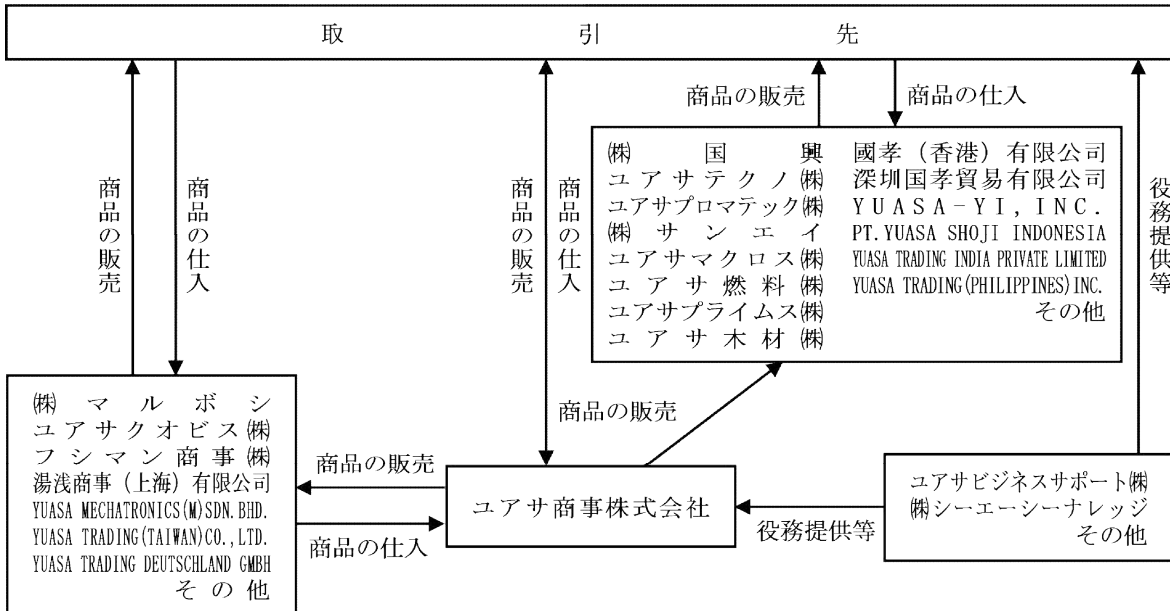 取引先
商品の販売
商品の仕入
商品の販売
商品の仕入
商品の販売
商品の仕入
役務提供等
㈱国興
ユアサテクノ㈱
ユアサプロマテック㈱
㈱サンエイ
ユアサマクロス㈱
ユアサ燃料㈱
ユアサプライムス㈱
ユアサ木材㈱
國孝（香港）有限公司
深圳国孝貿易有限公司
YUASA-YI, INC.
PT.YUASA SHOJI INDONESIA
YUASA TRADING INDIA PRIVATE LIMITED
YUASA TRADING(PHILIPPINES)INC.
その他
㈱マルボシ
ユアサクオビス㈱
フシマン商事㈱
湯浅商事（上海）有限公司
YUASA MECHATRONICS(M)SDN.BHD.
YUASA TRADING(TAIWAN)CO.,LTD.
YUASA TRADING DEUTSCHLAND GMBH
その他
商品の販売
商品の仕入
商品の販売
ユアサ商事株式会社
役務提供等
ユアサビジネスサポート㈱
㈱シーエーシーナレッジ
その他